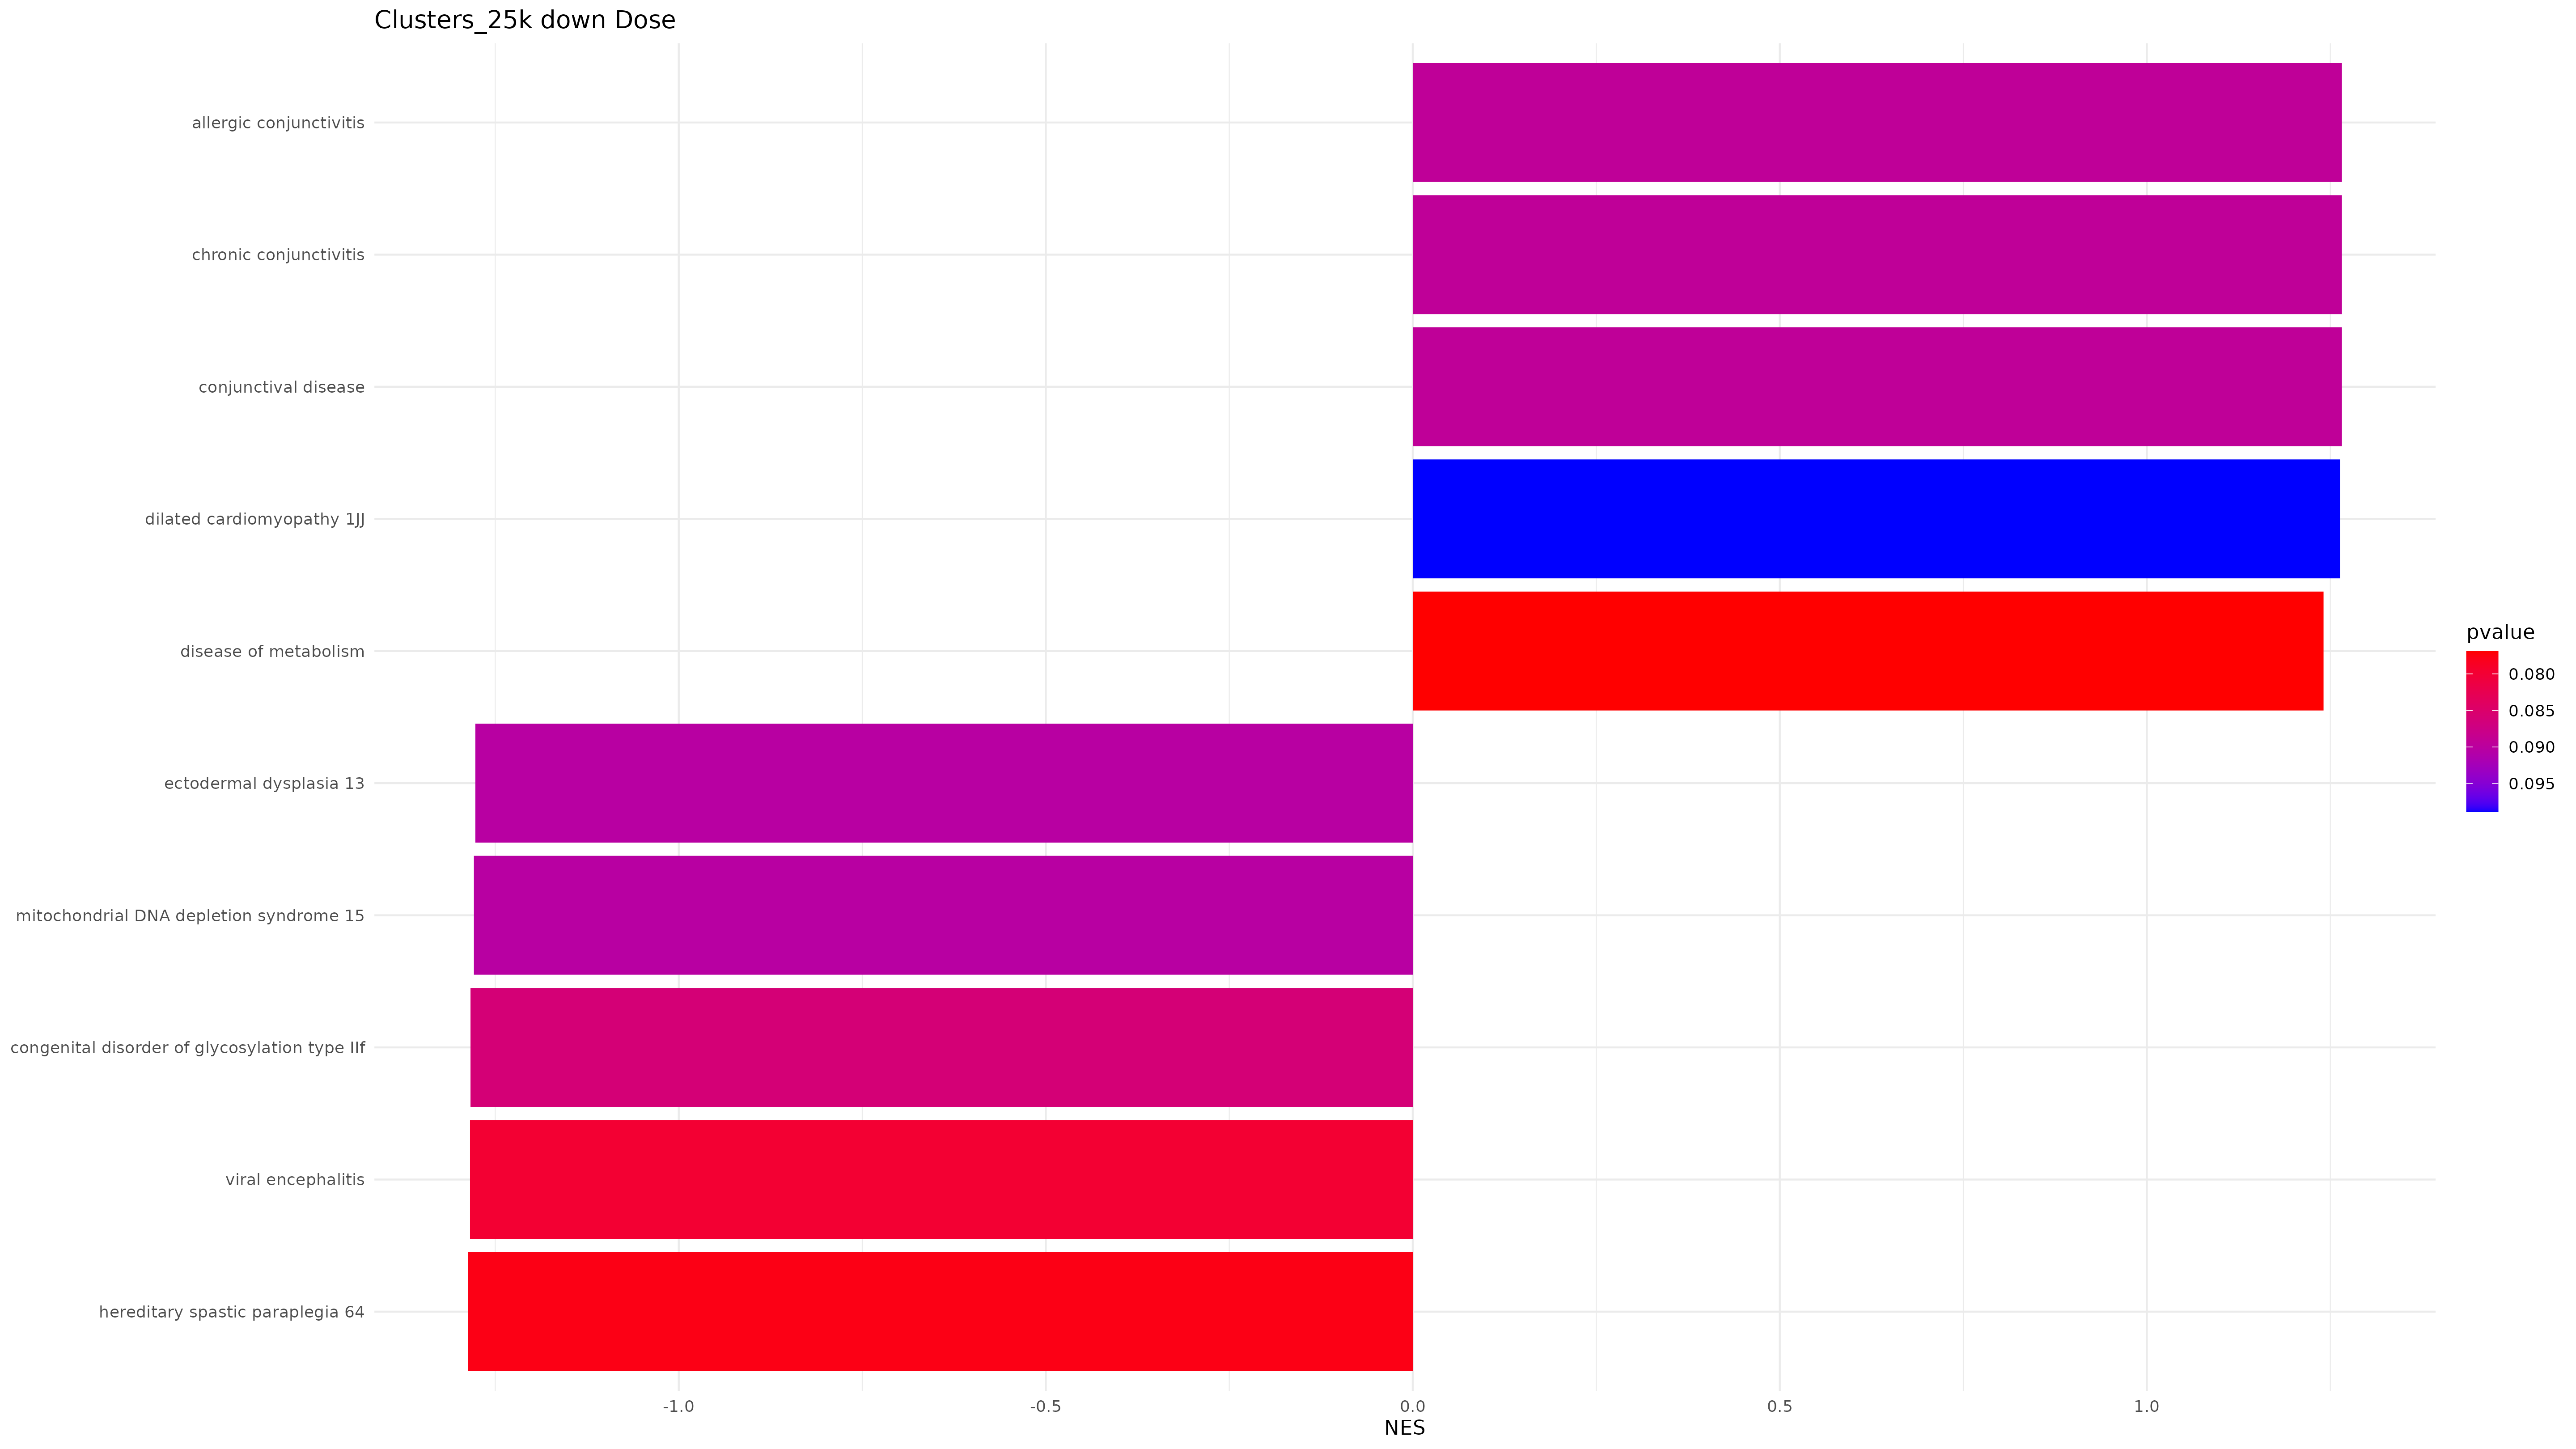 Clusters_25k down Dose
allergic conjunctivitis
chronic conjunctivitis
conjunctival disease
dilated cardiomyopathy 1JJ
disease of metabolism
ectodermal dysplasia 13
mitochondrial DNA depletion syndrome 15
congenital disorder of glycosylation type IIf
viral encephalitis
hereditary spastic paraplegia 64
-1.0 -0.5 0.0 0.5 1.0
NES
pvalue
0.080
0.085
0.090
0.095